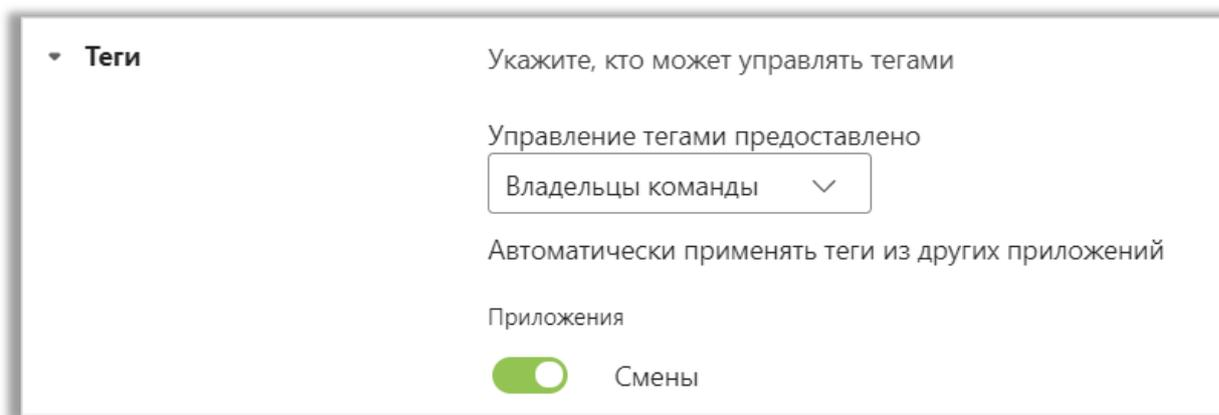 Теги
Укажите, кто может управлять тегами
Управление тегами предоставлено
Владельцы команды
Автоматически применять теги из других приложений
Приложения
Смены